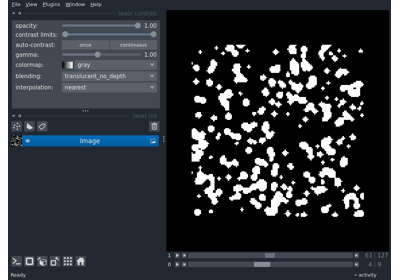 File View Plugins Window Help
layer controls
opacity: 1.00
contrast limits:
auto-contrast: once continuous
gamma: 1.00
colormap: gray
blending: translucent_no_depth
interpolation: nearest
layer list
Image
1 63 127
0 4 9
Ready activity